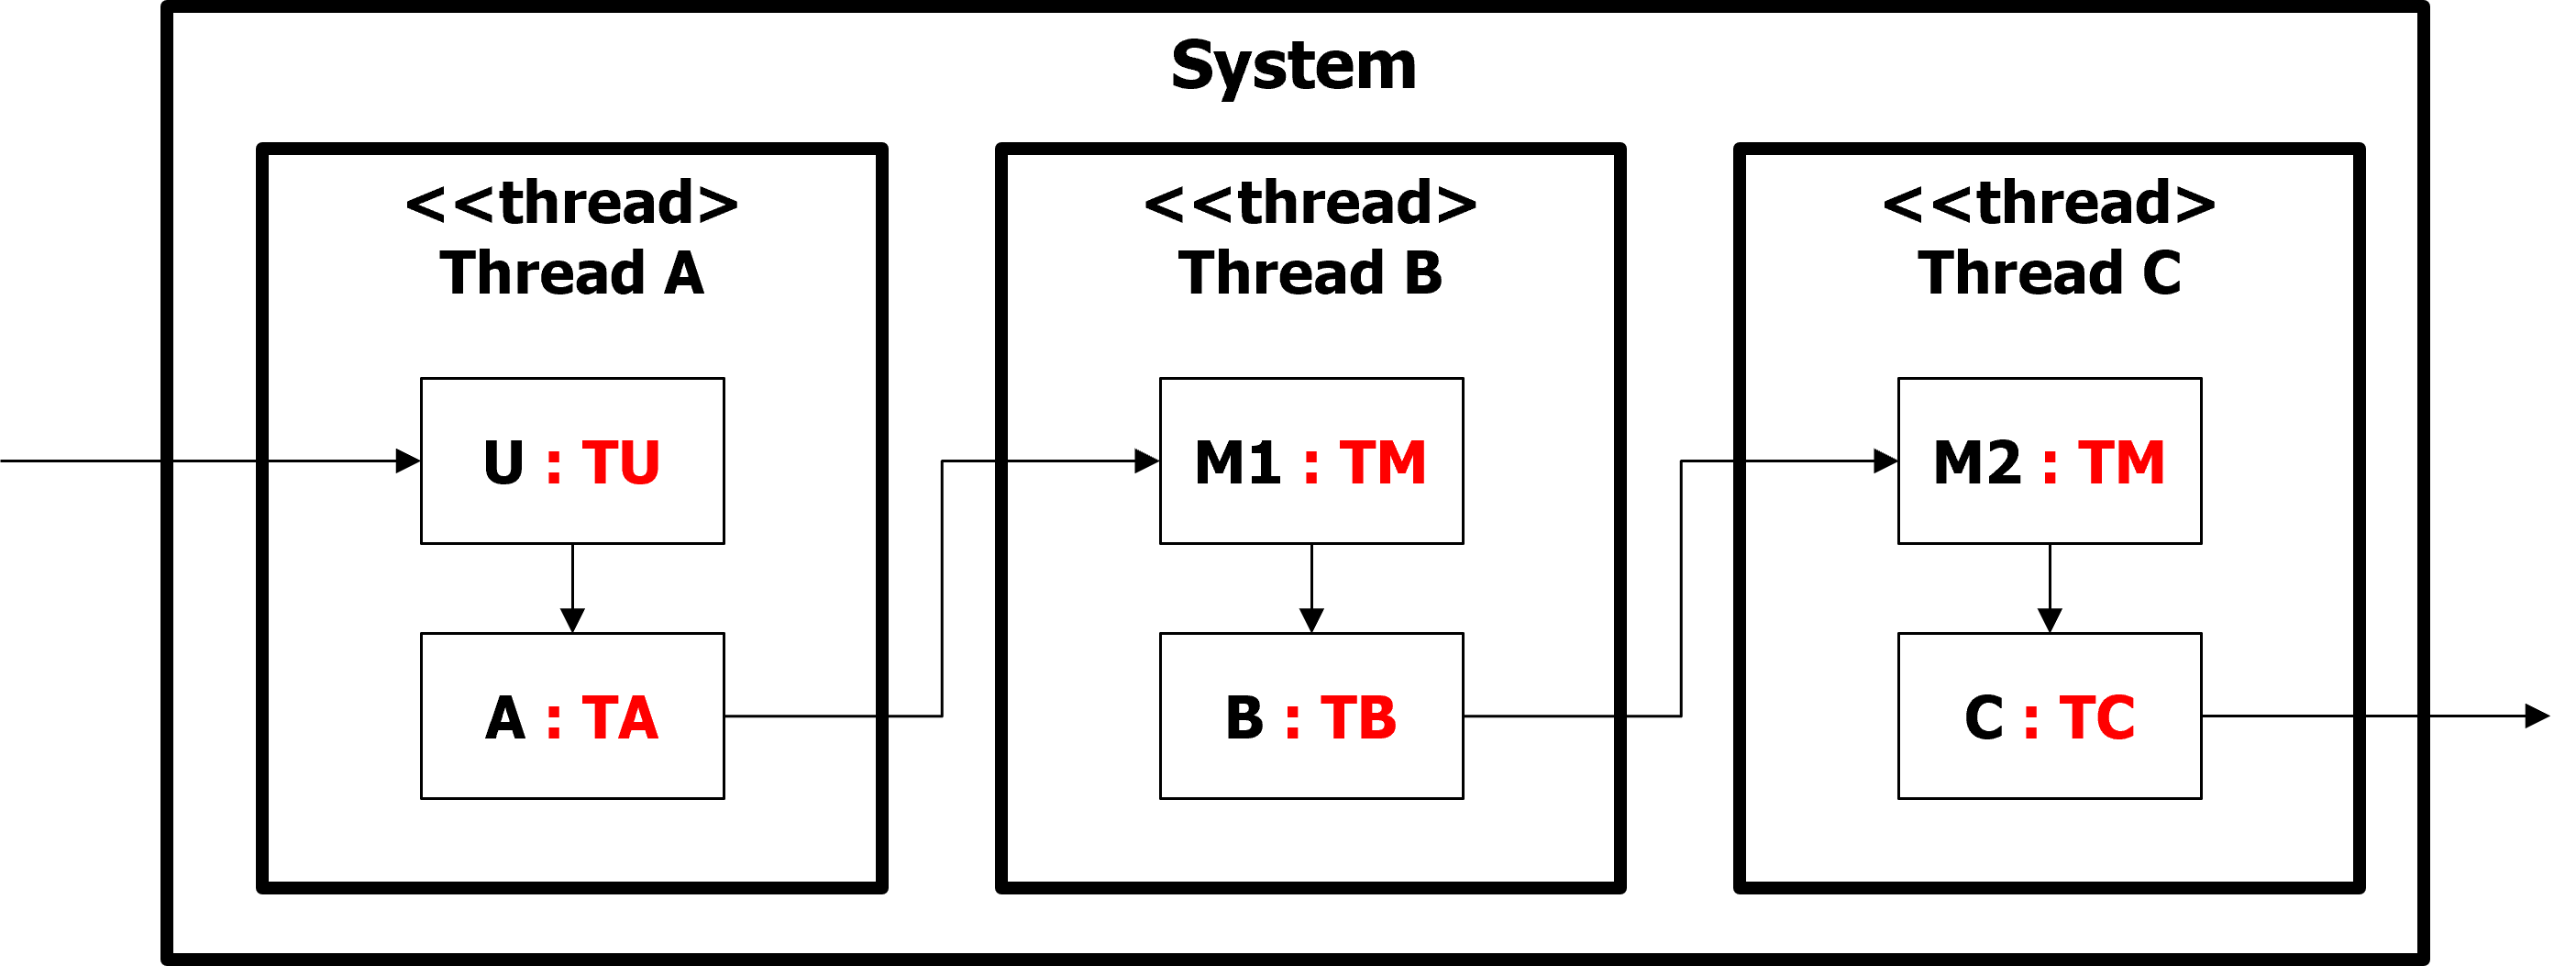 System
<<thread>
Thread A
U : TU
A : TA
<<thread>
Thread B
M1 : TM
B : TB
<<thread>
Thread C
M2 : TM
C : TC